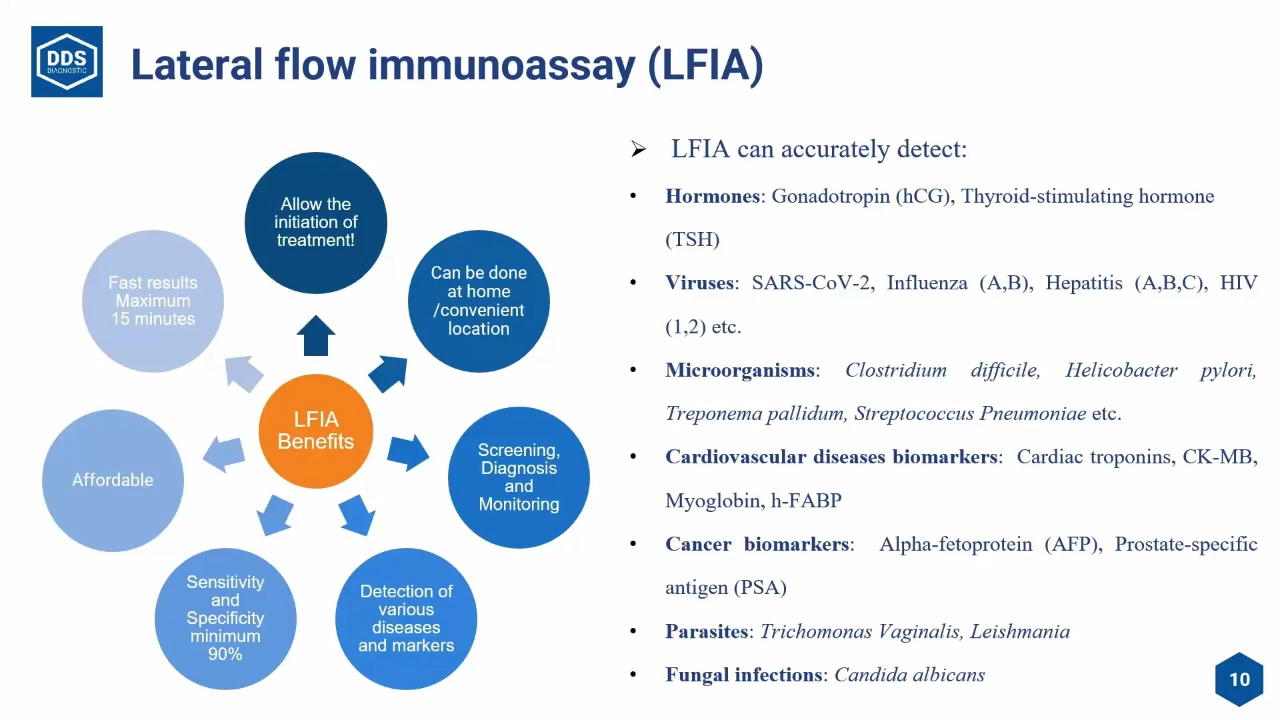 DDS
DIAGNOSTIC
Lateral flow immunoassay (LFIA)
Allow the
initiation of
treatment!
Can be done
at home
/convenient
location
Screening,
Diagnosis
and
Monitoring
Detection of
various
diseases
and markers
Sensitivity
and
Specificity
minimum
90%
Affordable
Fast results
Maximum
15 minutes
LFIA
Benefits
➢ LFIA can accurately detect:
• Hormones: Gonadotropin (hCG), Thyroid-stimulating hormone
(TSH)
• Viruses: SARS-CoV-2, Influenza (A,B), Hepatitis (A,B,C), HIV
(1,2) etc.
• Microorganisms: Clostridium difficile, Helicobacter pylori,
Treponema pallidum, Streptococcus Pneumoniae etc.
• Cardiovascular diseases biomarkers: Cardiac troponins, CK-MB,
Myoglobin, h-FABP
• Cancer biomarkers: Alpha-fetoprotein (AFP), Prostate-specific
antigen (PSA)
• Parasites: Trichomonas Vaginalis, Leishmania
• Fungal infections: Candida albicans
10